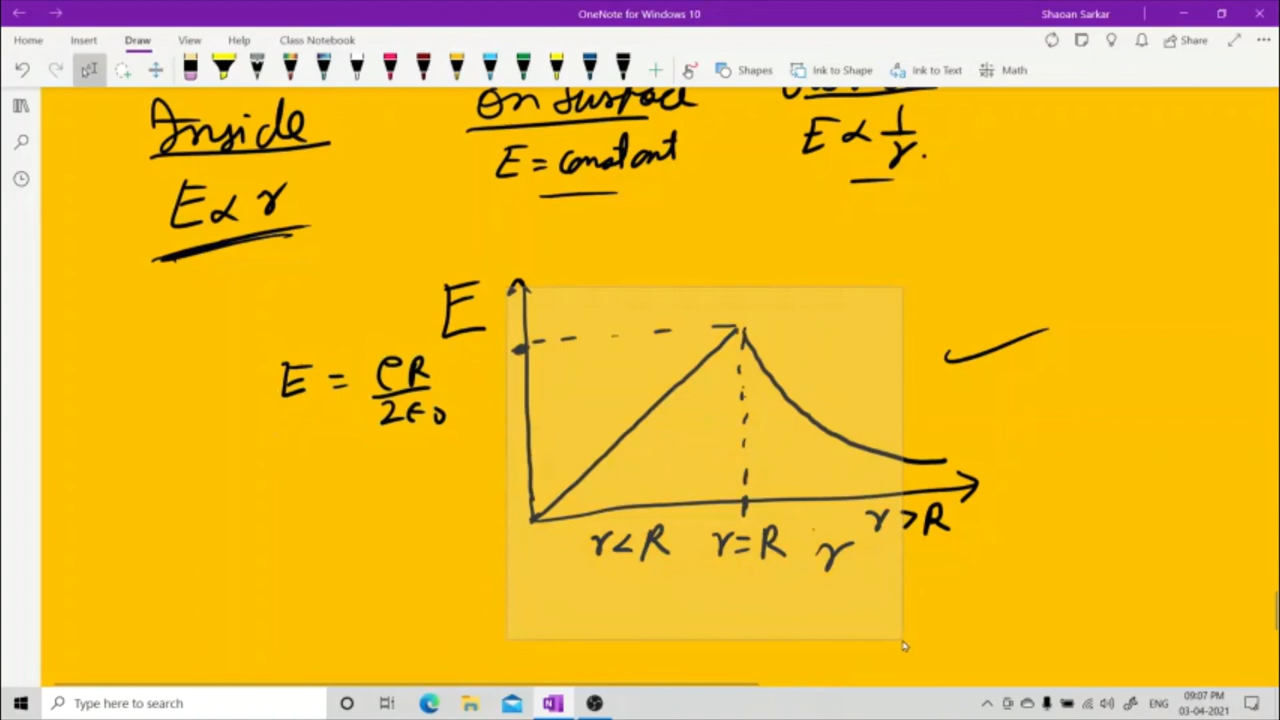 OneNote for Windows 10
Shaoan Sarkar
Home Insert Draw View Help Class Notebook
Share
Shapes Ink to Shape Ink to Text Math
Inside
On Surface
E ∝ r
E = constant
E ∝ 1/r.
E
E = ρR/2ϵ0
r<R r=R r r>R
Type here to search
ENG
09:07 PM
03-04-2021